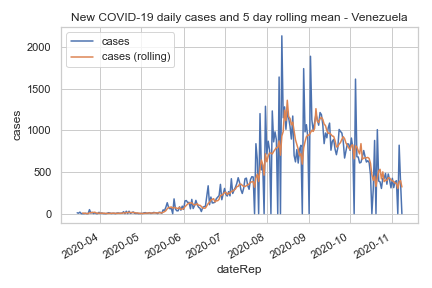 New COVID-19 daily cases and 5 day rolling mean - Venezuela
cases
cases (rolling)
2000
1500
1000
500
0
cases
2020-04
2020-05
2020-06
2020-07
2020-08
2020-09
2020-10
2020-11
dateRep